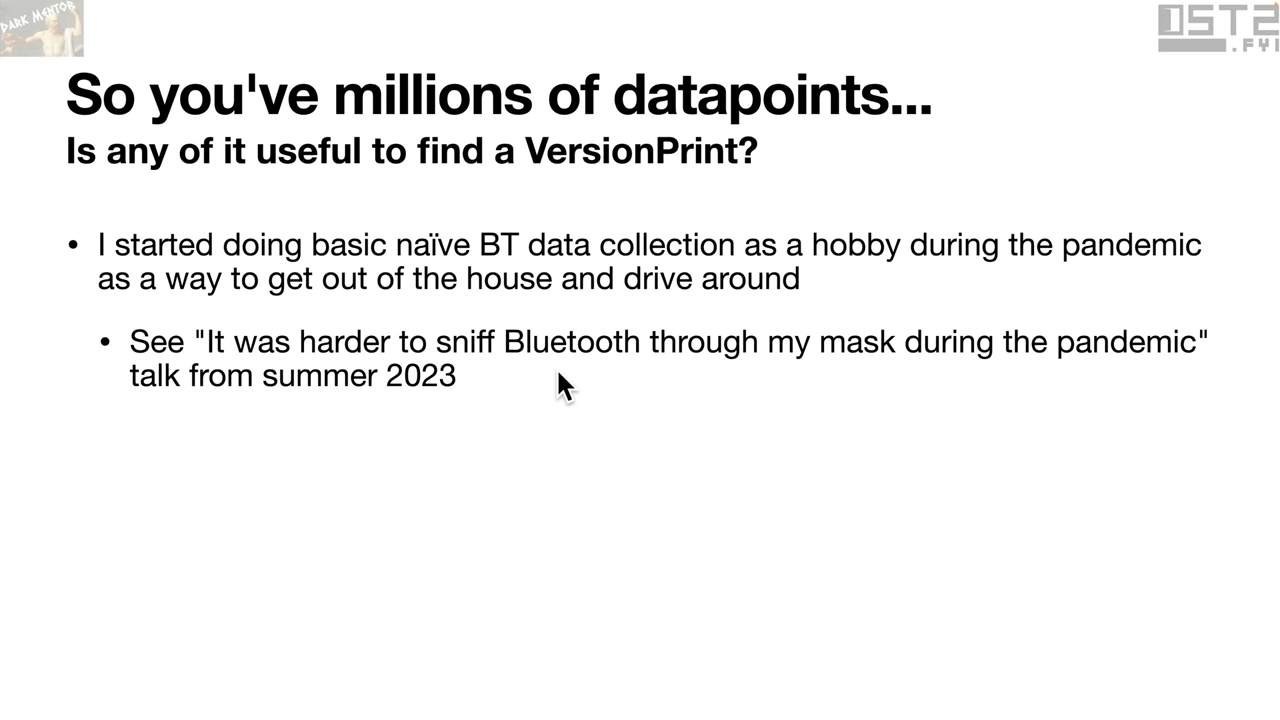 DARK MENTOR
OST2
.FYI
So you've millions of datapoints...
Is any of it useful to find a VersionPrint?
• I started doing basic naïve BT data collection as a hobby during the pandemic
as a way to get out of the house and drive around
• See "It was harder to sniff Bluetooth through my mask during the pandemic"
talk from summer 2023